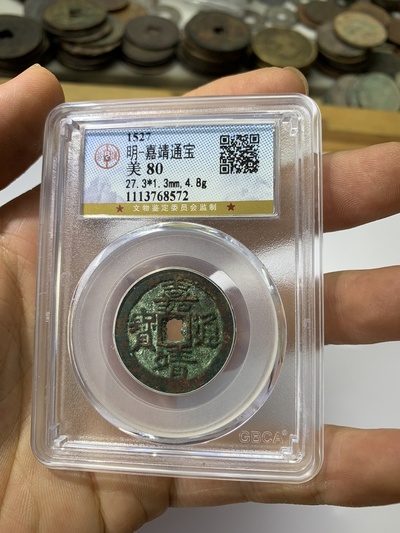 1527
明-嘉靖通宝
美 80
27.3*1.3mm,4.8g
1113768572
★ 文物鉴定委员会监制 ★
嘉
寶 通
靖
GBCA